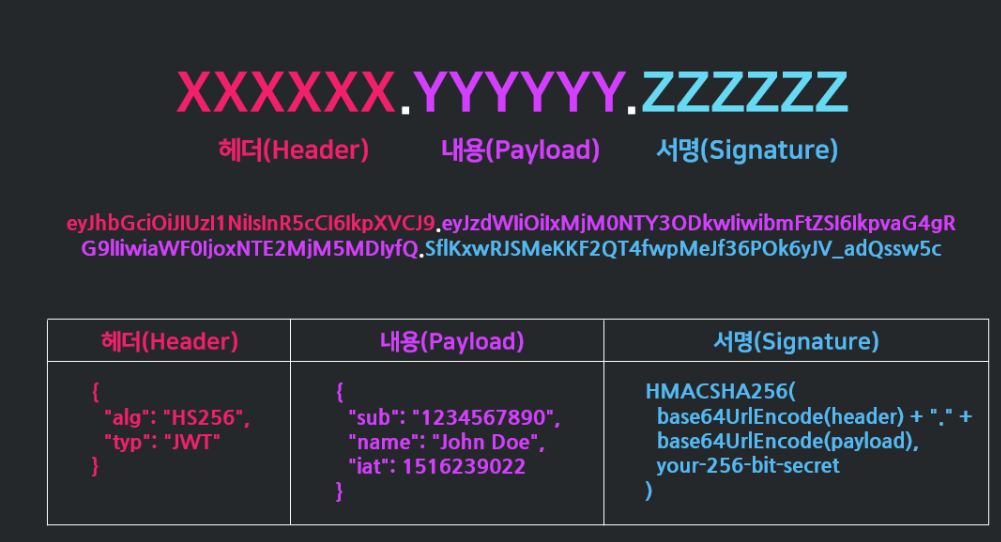 XXXXXX.YYYYYY.ZZZZZZ
헤더(Header) 내용(Payload) 서명(Signature)
eyJhbGciOiJIUzI1NiIsInR5cCI6IkpXVCJ9.eyJzdWIiOiIxMjM0NTY3ODkwIiwibmFtZSI6IkpvaG4gR
G9lIiwiaWF0IjoxNTE2MjM5MDIyfQ.SflKxwRJSMeKKF2QT4fwpMeJf36POk6yJV_adQssw5c
헤더(Header) 내용(Payload) 서명(Signature)
{
"alg": "HS256",
"typ": "JWT"
}
{
"sub": "1234567890",
"name": "John Doe",
"iat": 1516239022
}
HMACSHA256(
base64UrlEncode(header) + "." +
base64UrlEncode(payload),
your-256-bit-secret
)